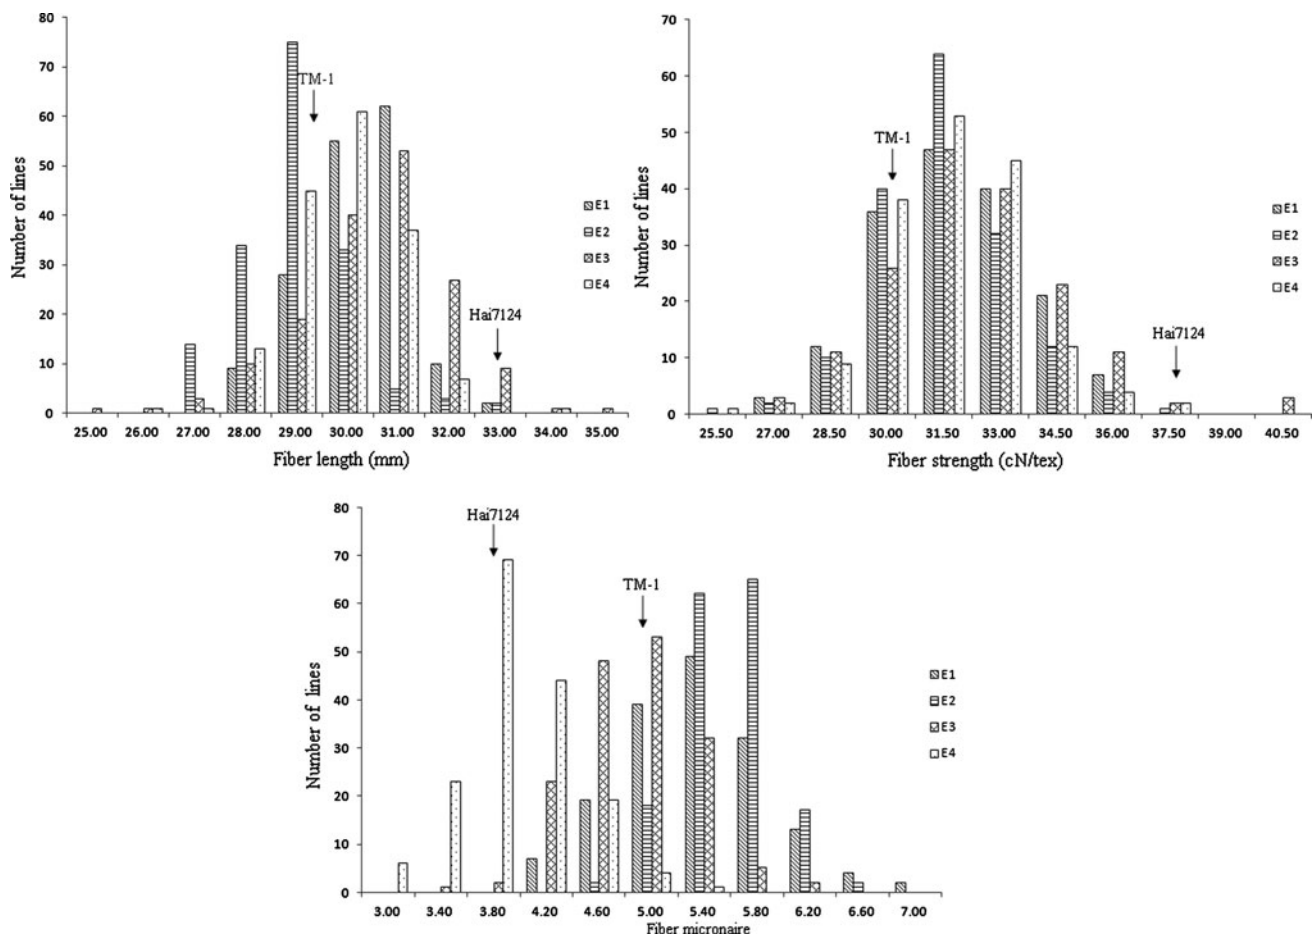 80
70
60
50
40
30
20
10
0
Number of lines
TM-1
Hai7124
E1
E2
E3
E4
25.00 26.00 27.00 28.00 29.00 30.00 31.00 32.00 33.00 34.00 35.00
Fiber length (mm)
70
60
50
40
30
20
10
0
Number of lines
TM-1
Hai7124
E1
E2
E3
E4
25.50 27.00 28.50 30.00 31.50 33.00 34.50 36.00 37.50 39.00 40.50
Fiber strength (cN/tex)
80
70
60
50
40
30
20
10
0
Number of lines
Hai7124
TM-1
E1
E2
E3
E4
3.00 3.40 3.80 4.20 4.60 5.00 5.40 5.80 6.20 6.60 7.00
Fiber micronaire